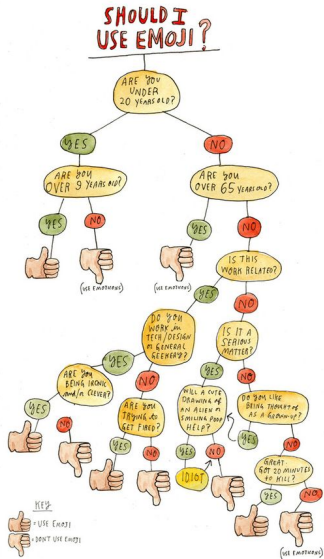 SHOULD I
USE EMOJI?
ARE YOU
UNDER
20 YEARS OLD?
YES
NO
ARE YOU
OVER 9 YEARS OLD?
ARE YOU
OVER 65 YEARS OLD?
YES
NO
YES
NO
(USE EMOTICONS)
(USE EMOTICONS)
IS THIS
WORK RELATED?
YES
NO
DO YOU
WORK in
TECH/DESIGN
or GENERAL
GEEKERY?
IS IT A
SERIOUS
MATTER?
YES
NO
NO
ARE YOU
BEING IRONIC
and/or CLEVER?
ARE YOU
TRYING to
GET FIRED?
WILL A CUTE
DRAWING OF
AN ALIEN or
SMILING POOP
HELP?
DO YOU LIKE
BEING THOUGHT of
AS A GROWN-UP?
YES
NO
YES
NO
YES
NO
YES
NO
IDIOT
GREAT-
GOT 20 MINUTES
to KILL?
YES
NO
(USE EMOTICONS)
KEY
= USE EMOJI
= DON'T USE EMOJI